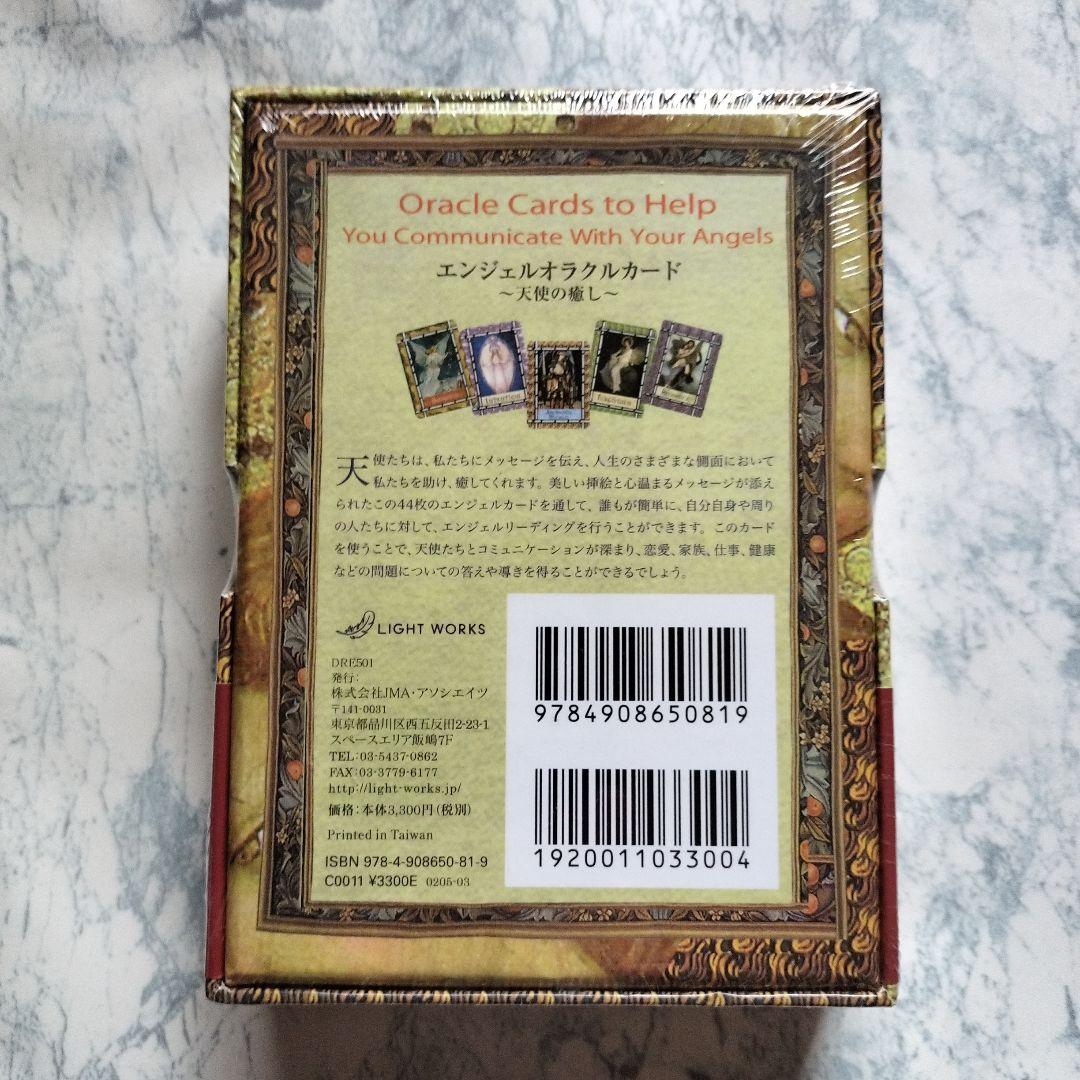 Oracle Cards to Help
You Communicate With Your Angels
エンジェルオラクルカード
～天使の癒し～
Intention
天使たちは、私たちにメッセージを伝え、人生のさまざまな側面において
私たちを助け、癒してくれます。美しい挿絵と心温まるメッセージが添え
られたこの44枚のエンジェルカードを通して、誰もが簡単に、自分自身や周り
の人たちに対して、エンジェルリーディングを行うことができます。このカード
を使うことで、天使たちとコミュニケーションが深まり、恋愛、家族、仕事、健康
などの問題についての答えや導きを得ることができるでしょう。
LIGHT WORKS
DRE501
発行:
株式会社JMA・アソシエイツ
〒141-0031
東京都品川区西五反田2-23-1
スペースエリア飯嶋7F
TEL:03-5437-0862
FAX:03-3779-6177
http://light-works.jp/
価格:本体3,300円(税別)
Printed in Taiwan
ISBN 978-4-908650-81-9
C0011 ¥3300E 0205-03
9784908650819
1920011033004